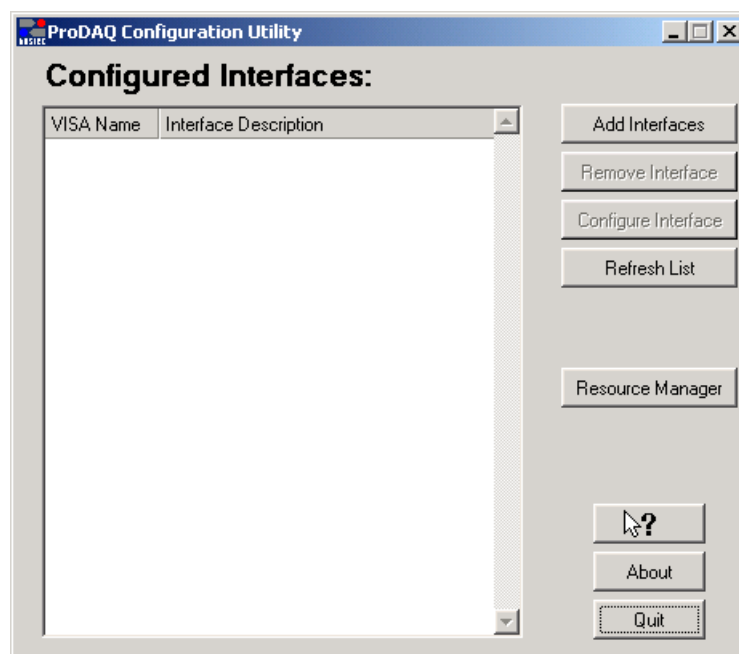 BUSTEC
ProDAQ Configuration Utility
Configured Interfaces:
VISA Name Interface Description
Add Interfaces
Remove Interface
Configure Interface
Refresh List
Resource Manager
?
About
Quit